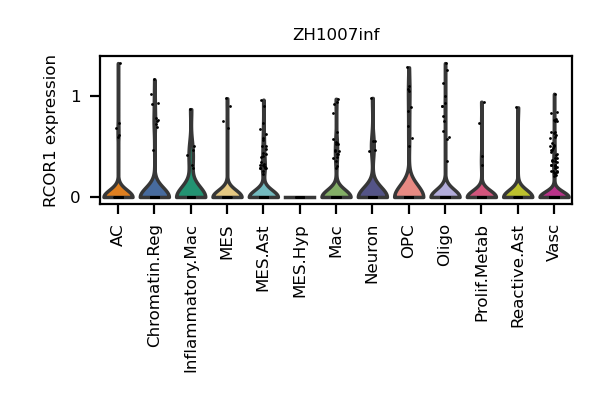 ZH1007inf
RCOR1 expression
1
0
AC
Chromatin.Reg
Inflammatory.Mac
MES
MES.Ast
MES.Hyp
Mac
Neuron
OPC
Oligo
Prolif.Metab
Reactive.Ast
Vasc